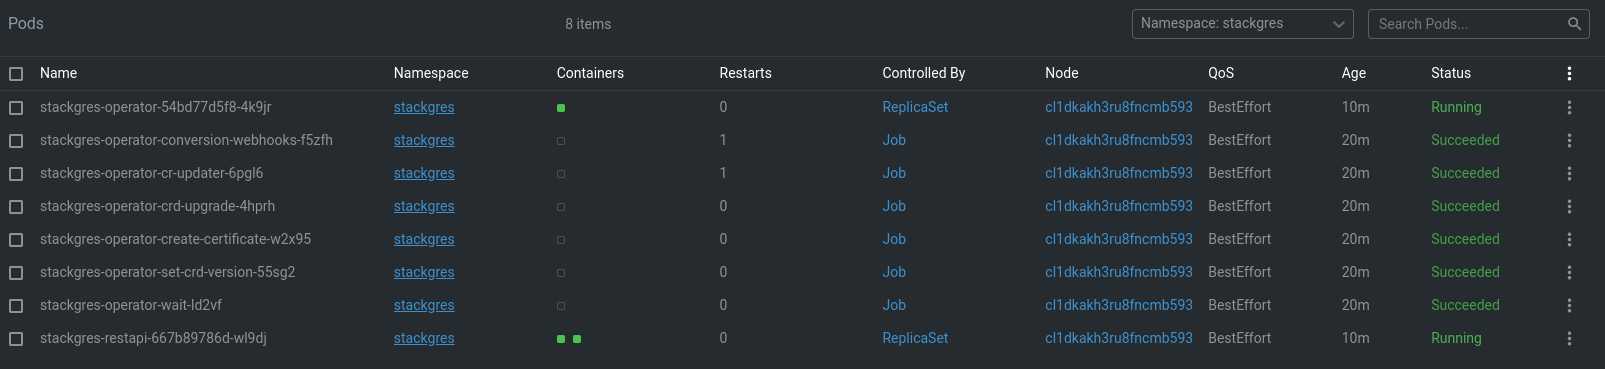 Pods 8 items Namespace: stackgres Search Pods...
Name Namespace Containers Restarts Controlled By Node QoS Age Status
stackgres-operator-54bd77d5f8-4k9jr stackgres 0 ReplicaSet cl1dkakh3ru8fncmb593 BestEffort 10m Running
stackgres-operator-conversion-webhooks-f5zfh stackgres 1 Job cl1dkakh3ru8fncmb593 BestEffort 20m Succeeded
stackgres-operator-cr-updater-6pgl6 stackgres 1 Job cl1dkakh3ru8fncmb593 BestEffort 20m Succeeded
stackgres-operator-crd-upgrade-4hprh stackgres 0 Job cl1dkakh3ru8fncmb593 BestEffort 20m Succeeded
stackgres-operator-create-certificate-w2x95 stackgres 0 Job cl1dkakh3ru8fncmb593 BestEffort 20m Succeeded
stackgres-operator-set-crd-version-55sg2 stackgres 0 Job cl1dkakh3ru8fncmb593 BestEffort 20m Succeeded
stackgres-operator-wait-ld2vf stackgres 0 Job cl1dkakh3ru8fncmb593 BestEffort 20m Succeeded
stackgres-restapi-667b89786d-wl9dj stackgres 0 ReplicaSet cl1dkakh3ru8fncmb593 BestEffort 10m Running